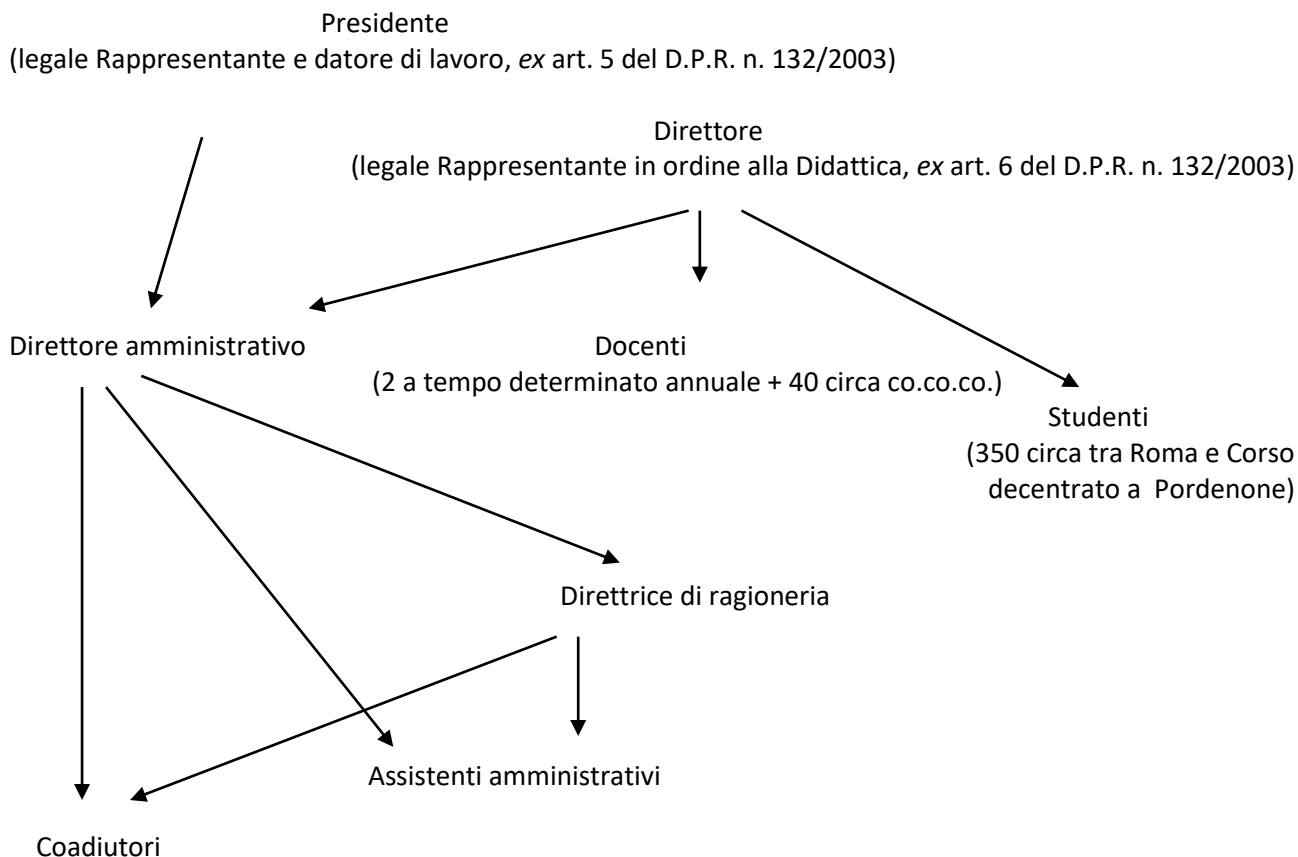 Presidente
(legale Rappresentante e datore di lavoro, ex art. 5 del D.P.R. n. 132/2003)
Direttore
(legale Rappresentante in ordine alla Didattica, ex art. 6 del D.P.R. n. 132/2003)
Direttore amministrativo
Docenti
(2 a tempo determinato annuale + 40 circa co.co.co.)
Studenti
(350 circa tra Roma e Corso
decentrato a Pordenone)
Direttrice di ragioneria
Assistenti amministrativi
Coadiutori